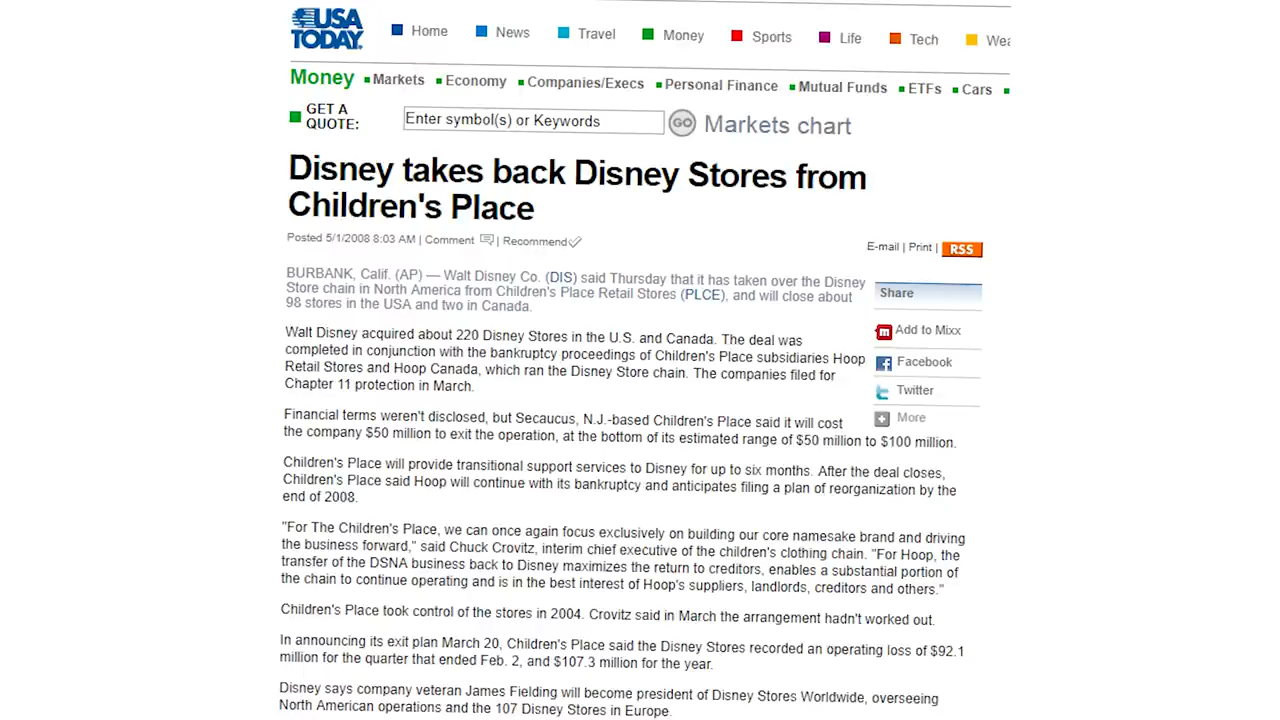 USA
TODAY
Home News Travel Money Sports Life Tech Wea
Money Markets Economy Companies/Execs Personal Finance Mutual Funds ETFs Cars
GET A
QUOTE:
Enter symbol(s) or Keywords GO Markets chart
Disney takes back Disney Stores from
Children's Place
Posted 5/1/2008 8:03 AM | Comment | Recommend
E-mail | Print | RSS
BURBANK, Calif. (AP) — Walt Disney Co. (DIS) said Thursday that it has taken over the Disney
Store chain in North America from Children's Place Retail Stores (PLCE), and will close about
98 stores in the USA and two in Canada.
Walt Disney acquired about 220 Disney Stores in the U.S. and Canada. The deal was
completed in conjunction with the bankruptcy proceedings of Children's Place subsidiaries Hoop
Retail Stores and Hoop Canada, which ran the Disney Store chain. The companies filed for
Chapter 11 protection in March.
Share
Add to Mixx
Facebook
Twitter
More
Financial terms weren't disclosed, but Secaucus, N.J.-based Children's Place said it will cost
the company $50 million to exit the operation, at the bottom of its estimated range of $50 million to $100 million.
Children's Place will provide transitional support services to Disney for up to six months. After the deal closes,
Children's Place said Hoop will continue with its bankruptcy and anticipates filing a plan of reorganization by the
end of 2008.
"For The Children's Place, we can once again focus exclusively on building our core namesake brand and driving
the business forward," said Chuck Crovitz, interim chief executive of the children's clothing chain. "For Hoop, the
transfer of the DSNA business back to Disney maximizes the return to creditors, enables a substantial portion of
the chain to continue operating and is in the best interest of Hoop's suppliers, landlords, creditors and others."
Children's Place took control of the stores in 2004. Crovitz said in March the arrangement hadn't worked out.
In announcing its exit plan March 20, Children's Place said the Disney Stores recorded an operating loss of $92.1
million for the quarter that ended Feb. 2, and $107.3 million for the year.
Disney says company veteran James Fielding will become president of Disney Stores Worldwide, overseeing
North American operations and the 107 Disney Stores in Europe.